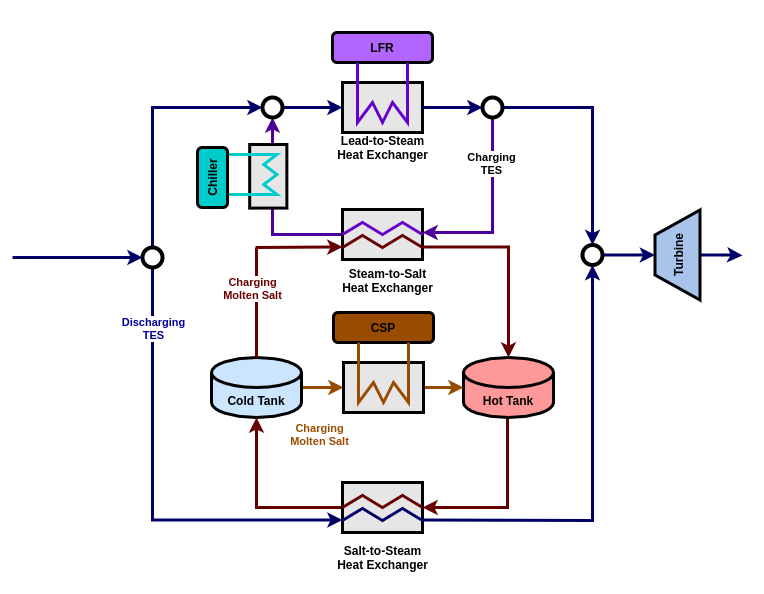 LFR
Lead-to-Steam
Heat Exchanger
Charging
TES
Chiller
Steam-to-Salt
Heat Exchanger
Turbine
Charging
Molten Salt
Discharging
TES
CSP
Cold Tank
Hot Tank
Charging
Molten Salt
Salt-to-Steam
Heat Exchanger